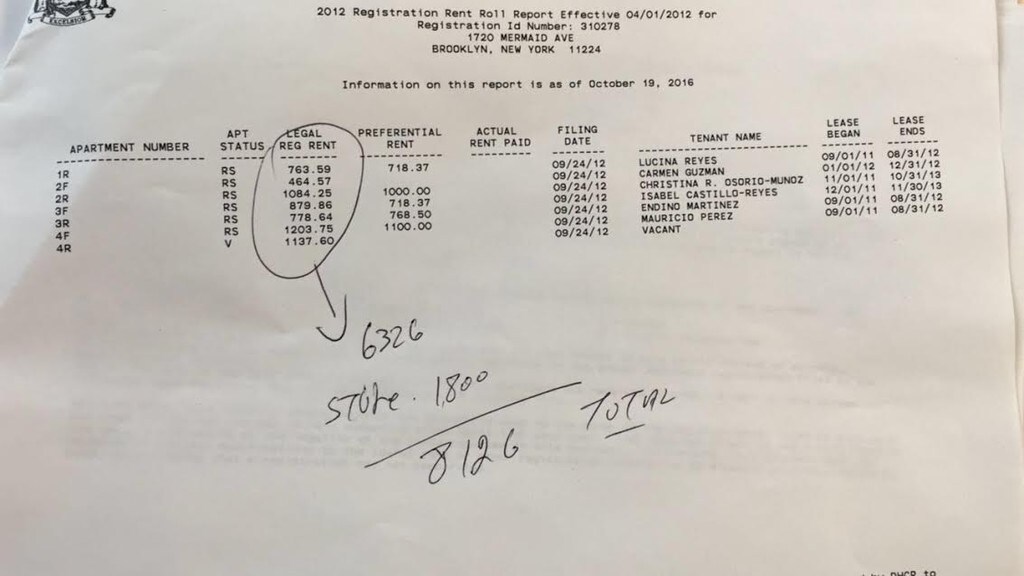 EXCELSIOR
2012 Registration Rent Roll Report Effective 04/01/2012 for
Registration Id Number: 310278
1720 MERMAID AVE
BROOKLYN, NEW YORK 11224
Information on this report is as of October 19, 2016
APARTMENT NUMBER APT STATUS LEGAL REG RENT PREFERENTIAL RENT ACTUAL RENT PAID FILING DATE TENANT NAME LEASE BEGAN LEASE ENDS
1R RS 763.59 718.37 09/24/12 LUCINA REYES 09/01/11 08/31/12
2F RS 464.57 09/24/12 CARMEN GUZMAN 01/01/12 12/31/12
2R RS 1084.25 1000.00 09/24/12 CHRISTINA R. OSORIO-MUNOZ 11/01/11 10/31/13
3F RS 879.86 718.37 09/24/12 ISABEL CASTILLO-REYES 12/01/11 11/30/13
3R RS 778.64 768.50 09/24/12 ENDINO MARTINEZ 09/01/11 08/31/12
4F RS 1203.75 1100.00 09/24/12 MAURICIO PEREZ 09/01/11 08/31/12
4R V 1137.60 09/24/12 VACANT
6326
STORE. 1800
8126 TOTAL
DHCR to